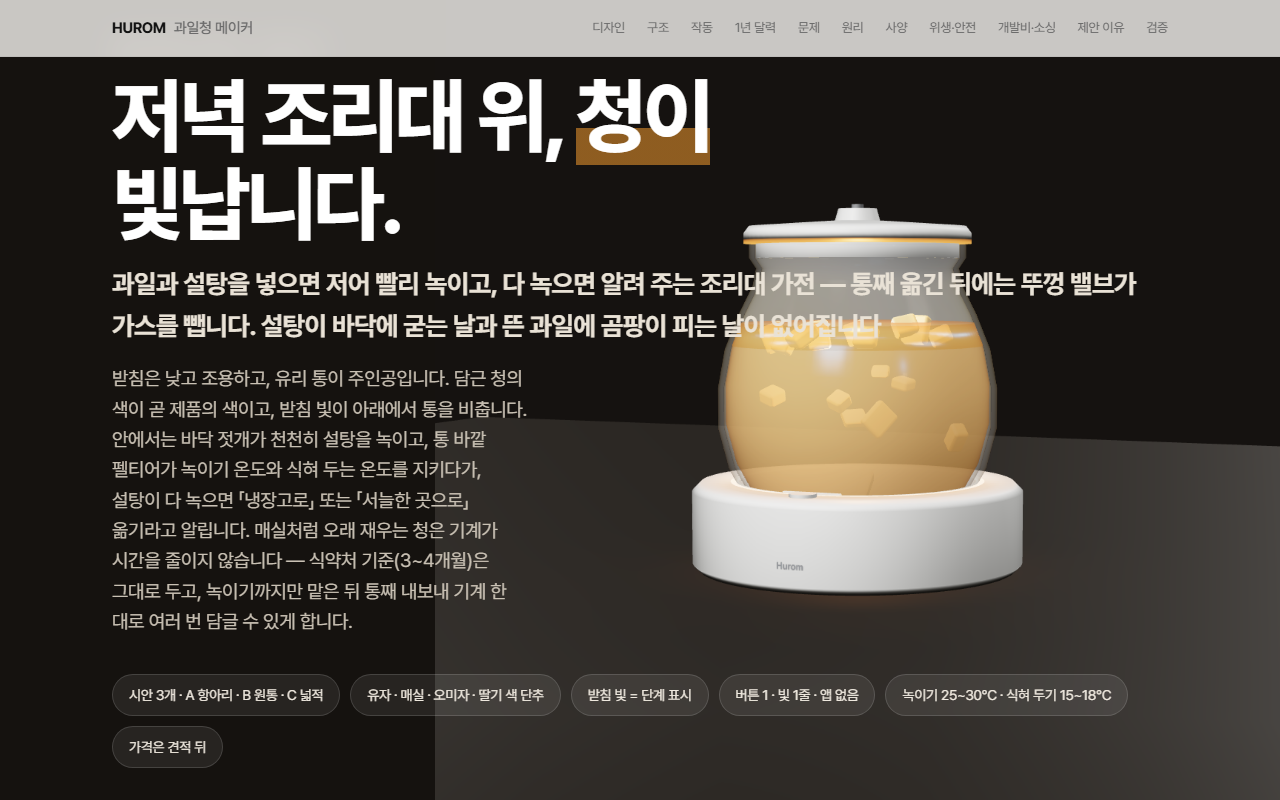 HUROM 과일청 메이커
디자인 구조 작동 1년 달력 문제 원리 사양 위생·안전 개발비·소싱 제안 이유 검증
저녁 조리대 위, 청이
빛납니다.
과일과 설탕을 넣으면 저어 빨리 녹이고, 다 녹으면 알려 주는 조리대 가전 — 통째 옮긴 뒤에는 뚜껑 밸브가
가스를 뺍니다. 설탕이 바닥에 굳는 날과 뜬 과일에 곰팡이 피는 날이 없어집니다
받침은 낮고 조용하고, 유리 통이 주인공입니다. 담근 청의
색이 곧 제품의 색이고, 받침 빛이 아래에서 통을 비춥니다.
안에서는 바닥 젓개가 천천히 설탕을 녹이고, 통 바깥
펠티어가 녹이기 온도와 식혀 두는 온도를 지키다가,
설탕이 다 녹으면 「냉장고로」 또는 「서늘한 곳으로」
옮기라고 알립니다. 매실처럼 오래 재우는 청은 기계가
시간을 줄이지 않습니다 — 식약처 기준(3~4개월)은
그대로 두고, 녹이기까지만 맡은 뒤 통째 내보내 기계 한
대로 여러 번 담글 수 있게 합니다.
Hurom
시안 3개 · A 항아리 · B 원통 · C 넓적
유자 · 매실 · 오미자 · 딸기 색 단추
받침 빛 = 단계 표시
버튼 1 · 빛 1줄 · 앱 없음
녹이기 25~30°C · 식혀 두기 15~18°C
가격은 견적 뒤